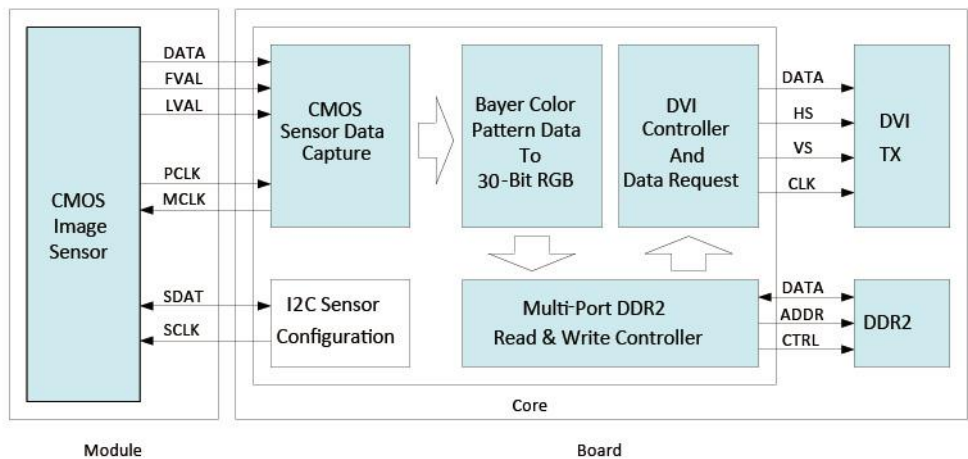 DATA
FVAL
LVAL
PCLK
MCLK
SDAT
SCLK
CMOS
Image
Sensor
CMOS
Sensor Data
Capture
I2C Sensor
Configuration
Bayer Color
Pattern Data
To
30-Bit RGB
DVI
Controller
And
Data Request
Multi-Port DDR2
Read & Write Controller
DATA
HS
VS
CLK
DVI
TX
DATA
ADDR
CTRL
DDR2
Core
Module
Board